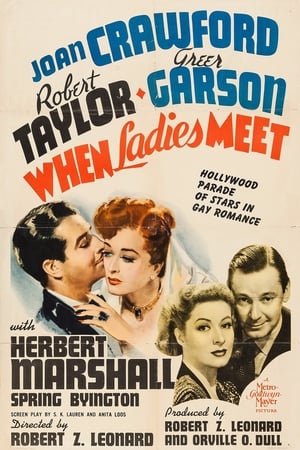 JOAN CRAWFORD
Greer
Robert GARSON
TAYLOR
WHEN Ladies MEET
HOLLYWOOD
PARADE
OF STARS IN
GAY ROMANCE
with
HERBERT
MARSHALL
SPRING BYINGTON
SCREEN PLAY BY S. K. LAUREN AND ANITA LOOS
Directed by
ROBERT Z. LEONARD
A
Metro-
Goldwyn-
Mayer
PICTURE
Produced by
ROBERT Z. LEONARD
AND ORVILLE O. DULL